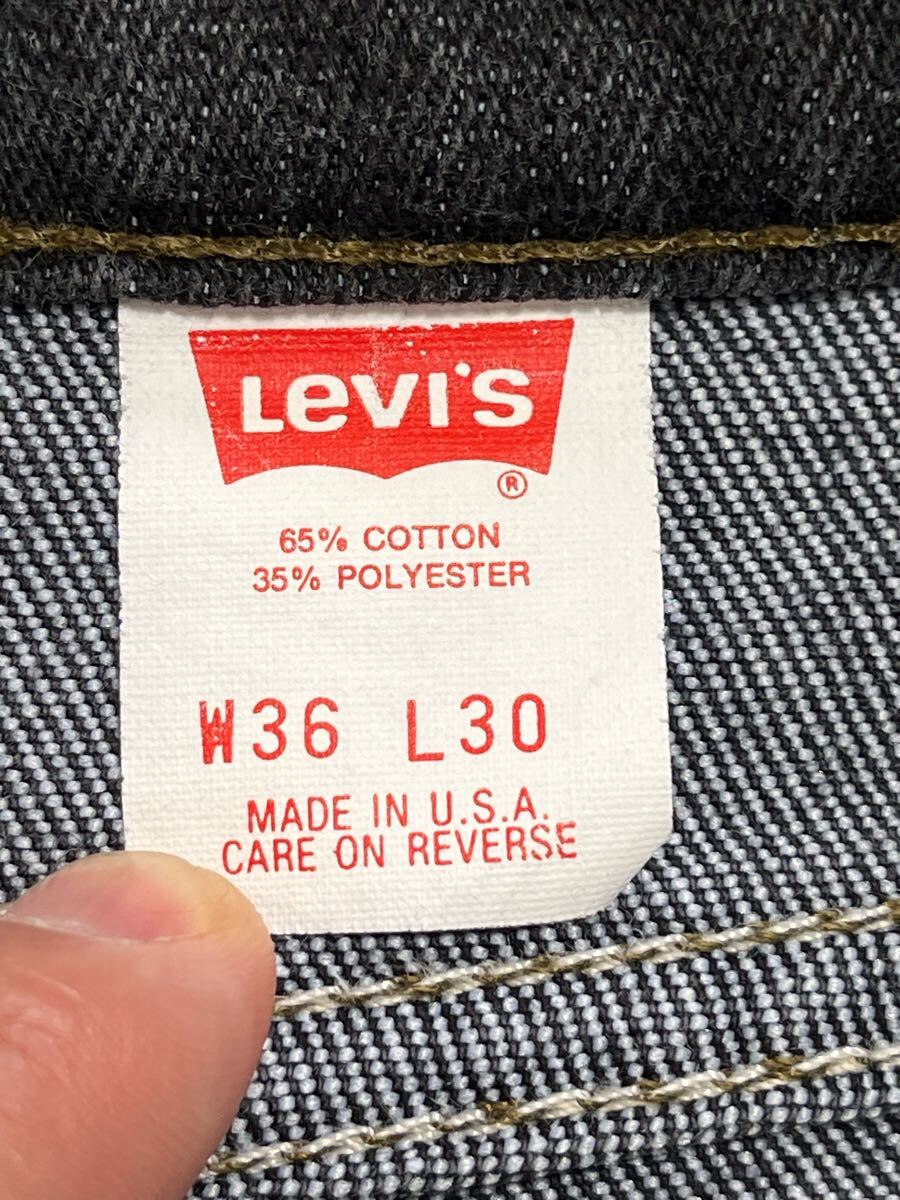 Levi's
®
65% COTTON
35% POLYESTER
W36 L30
MADE IN U.S.A.
CARE ON REVERSE